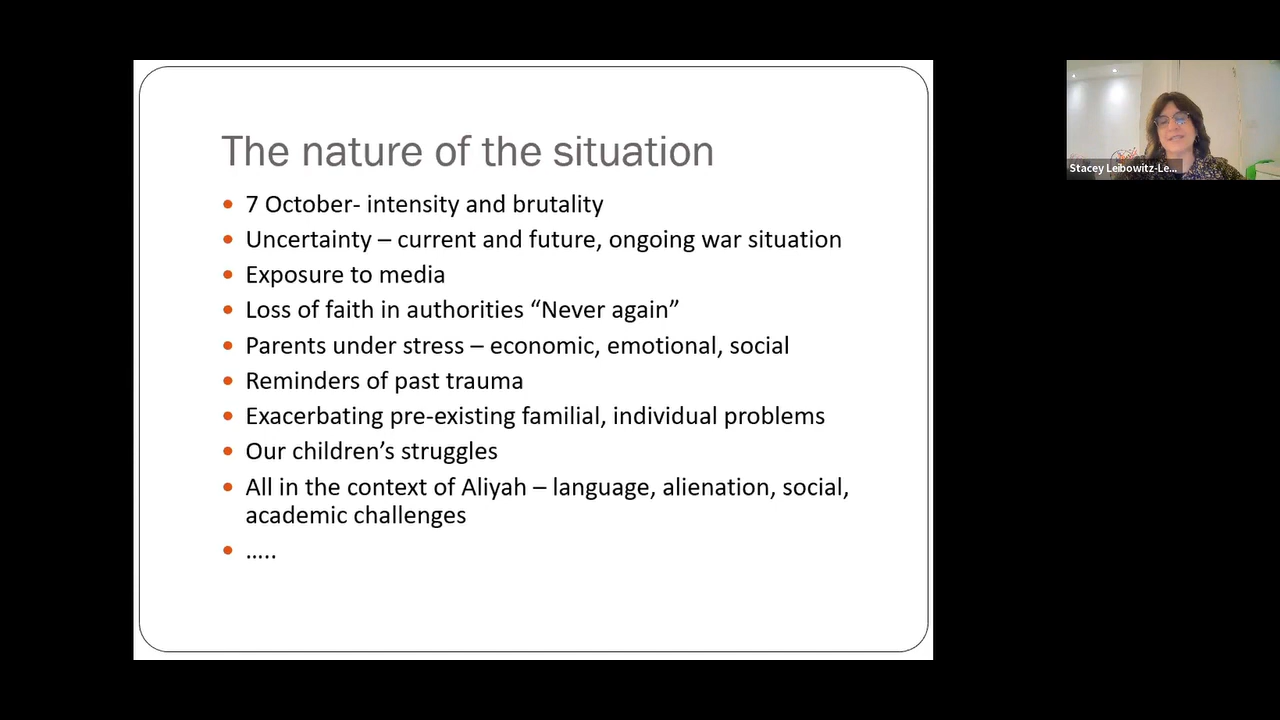 The nature of the situation
• 7 October- intensity and brutality
• Uncertainty – current and future, ongoing war situation
• Exposure to media
• Loss of faith in authorities “Never again”
• Parents under stress – economic, emotional, social
• Reminders of past trauma
• Exacerbating pre-existing familial, individual problems
• Our children’s struggles
• All in the context of Aliyah – language, alienation, social,
academic challenges
• …..
Stacey Leibowitz-Le...